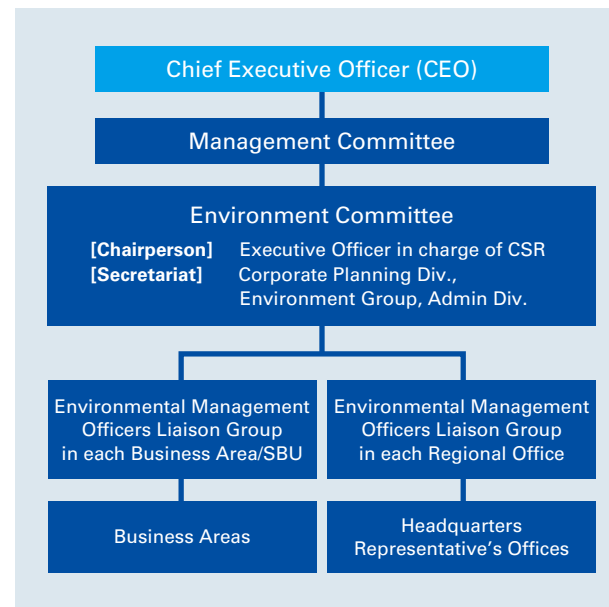 Chief Executive Officer (CEO)
Management Committee
Environment Committee
[Chairperson] Executive Officer in charge of CSR
[Secretariat] Corporate Planning Div.,
Environment Group, Admin Div.
Environmental Management
Officers Liaison Group
in each Business Area/SBU
Environmental Management
Officers Liaison Group
in each Regional Office
Business Areas
Headquarters
Representative's Offices